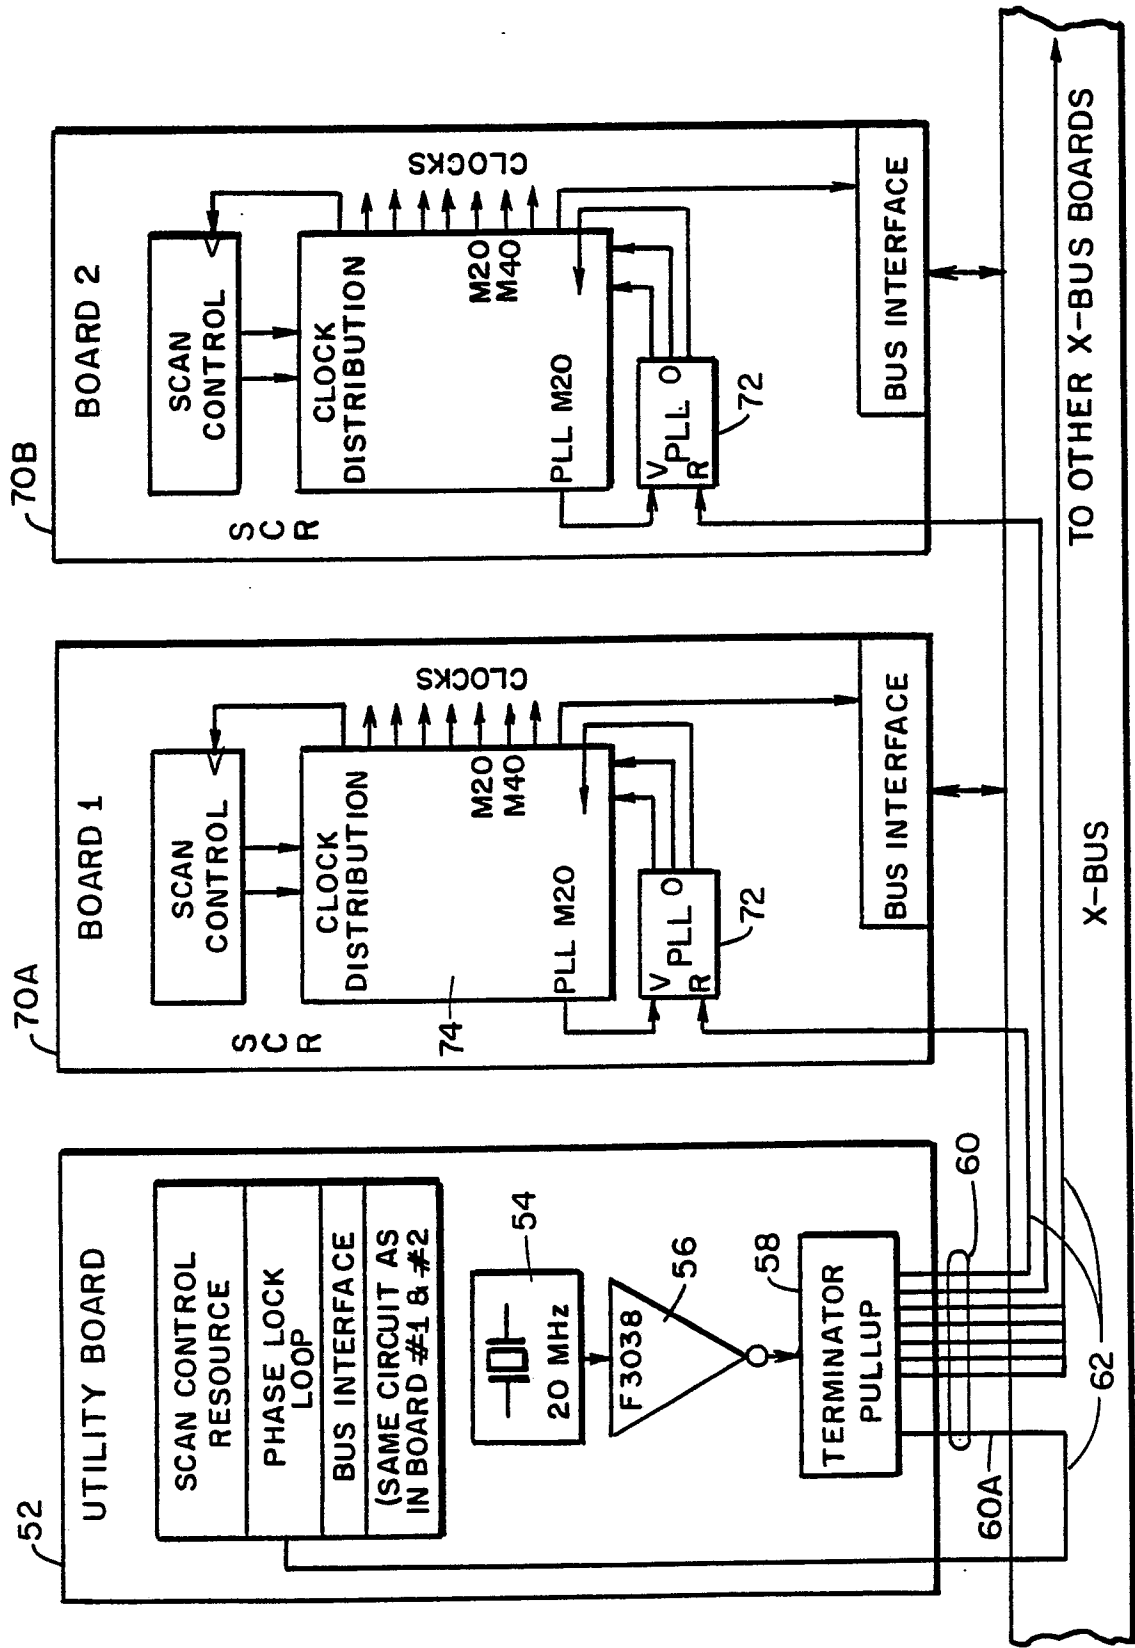 52
UTILITY BOARD
SCAN CONTROL
RESOURCE
PHASE LOCK
LOOP
BUS INTERFACE
(SAME CIRCUIT AS
IN BOARD #1 & #2
20 MHz
54
F3038
56
58
TERMINATOR
PULLUP
60
60A
62
70A
BOARD 1
SCAN
CONTROL
S
C
R
CLOCK
DISTRIBUTION
CLOCKS
M20
M40
74
PLL M20
V
PLL
O
R
72
BUS INTERFACE
70B
BOARD 2
SCAN
CONTROL
S
C
R
CLOCK
DISTRIBUTION
CLOCKS
M20
M40
PLL M20
V
PLL
O
R
72
BUS INTERFACE
TO OTHER X-BUS BOARDS
X-BUS